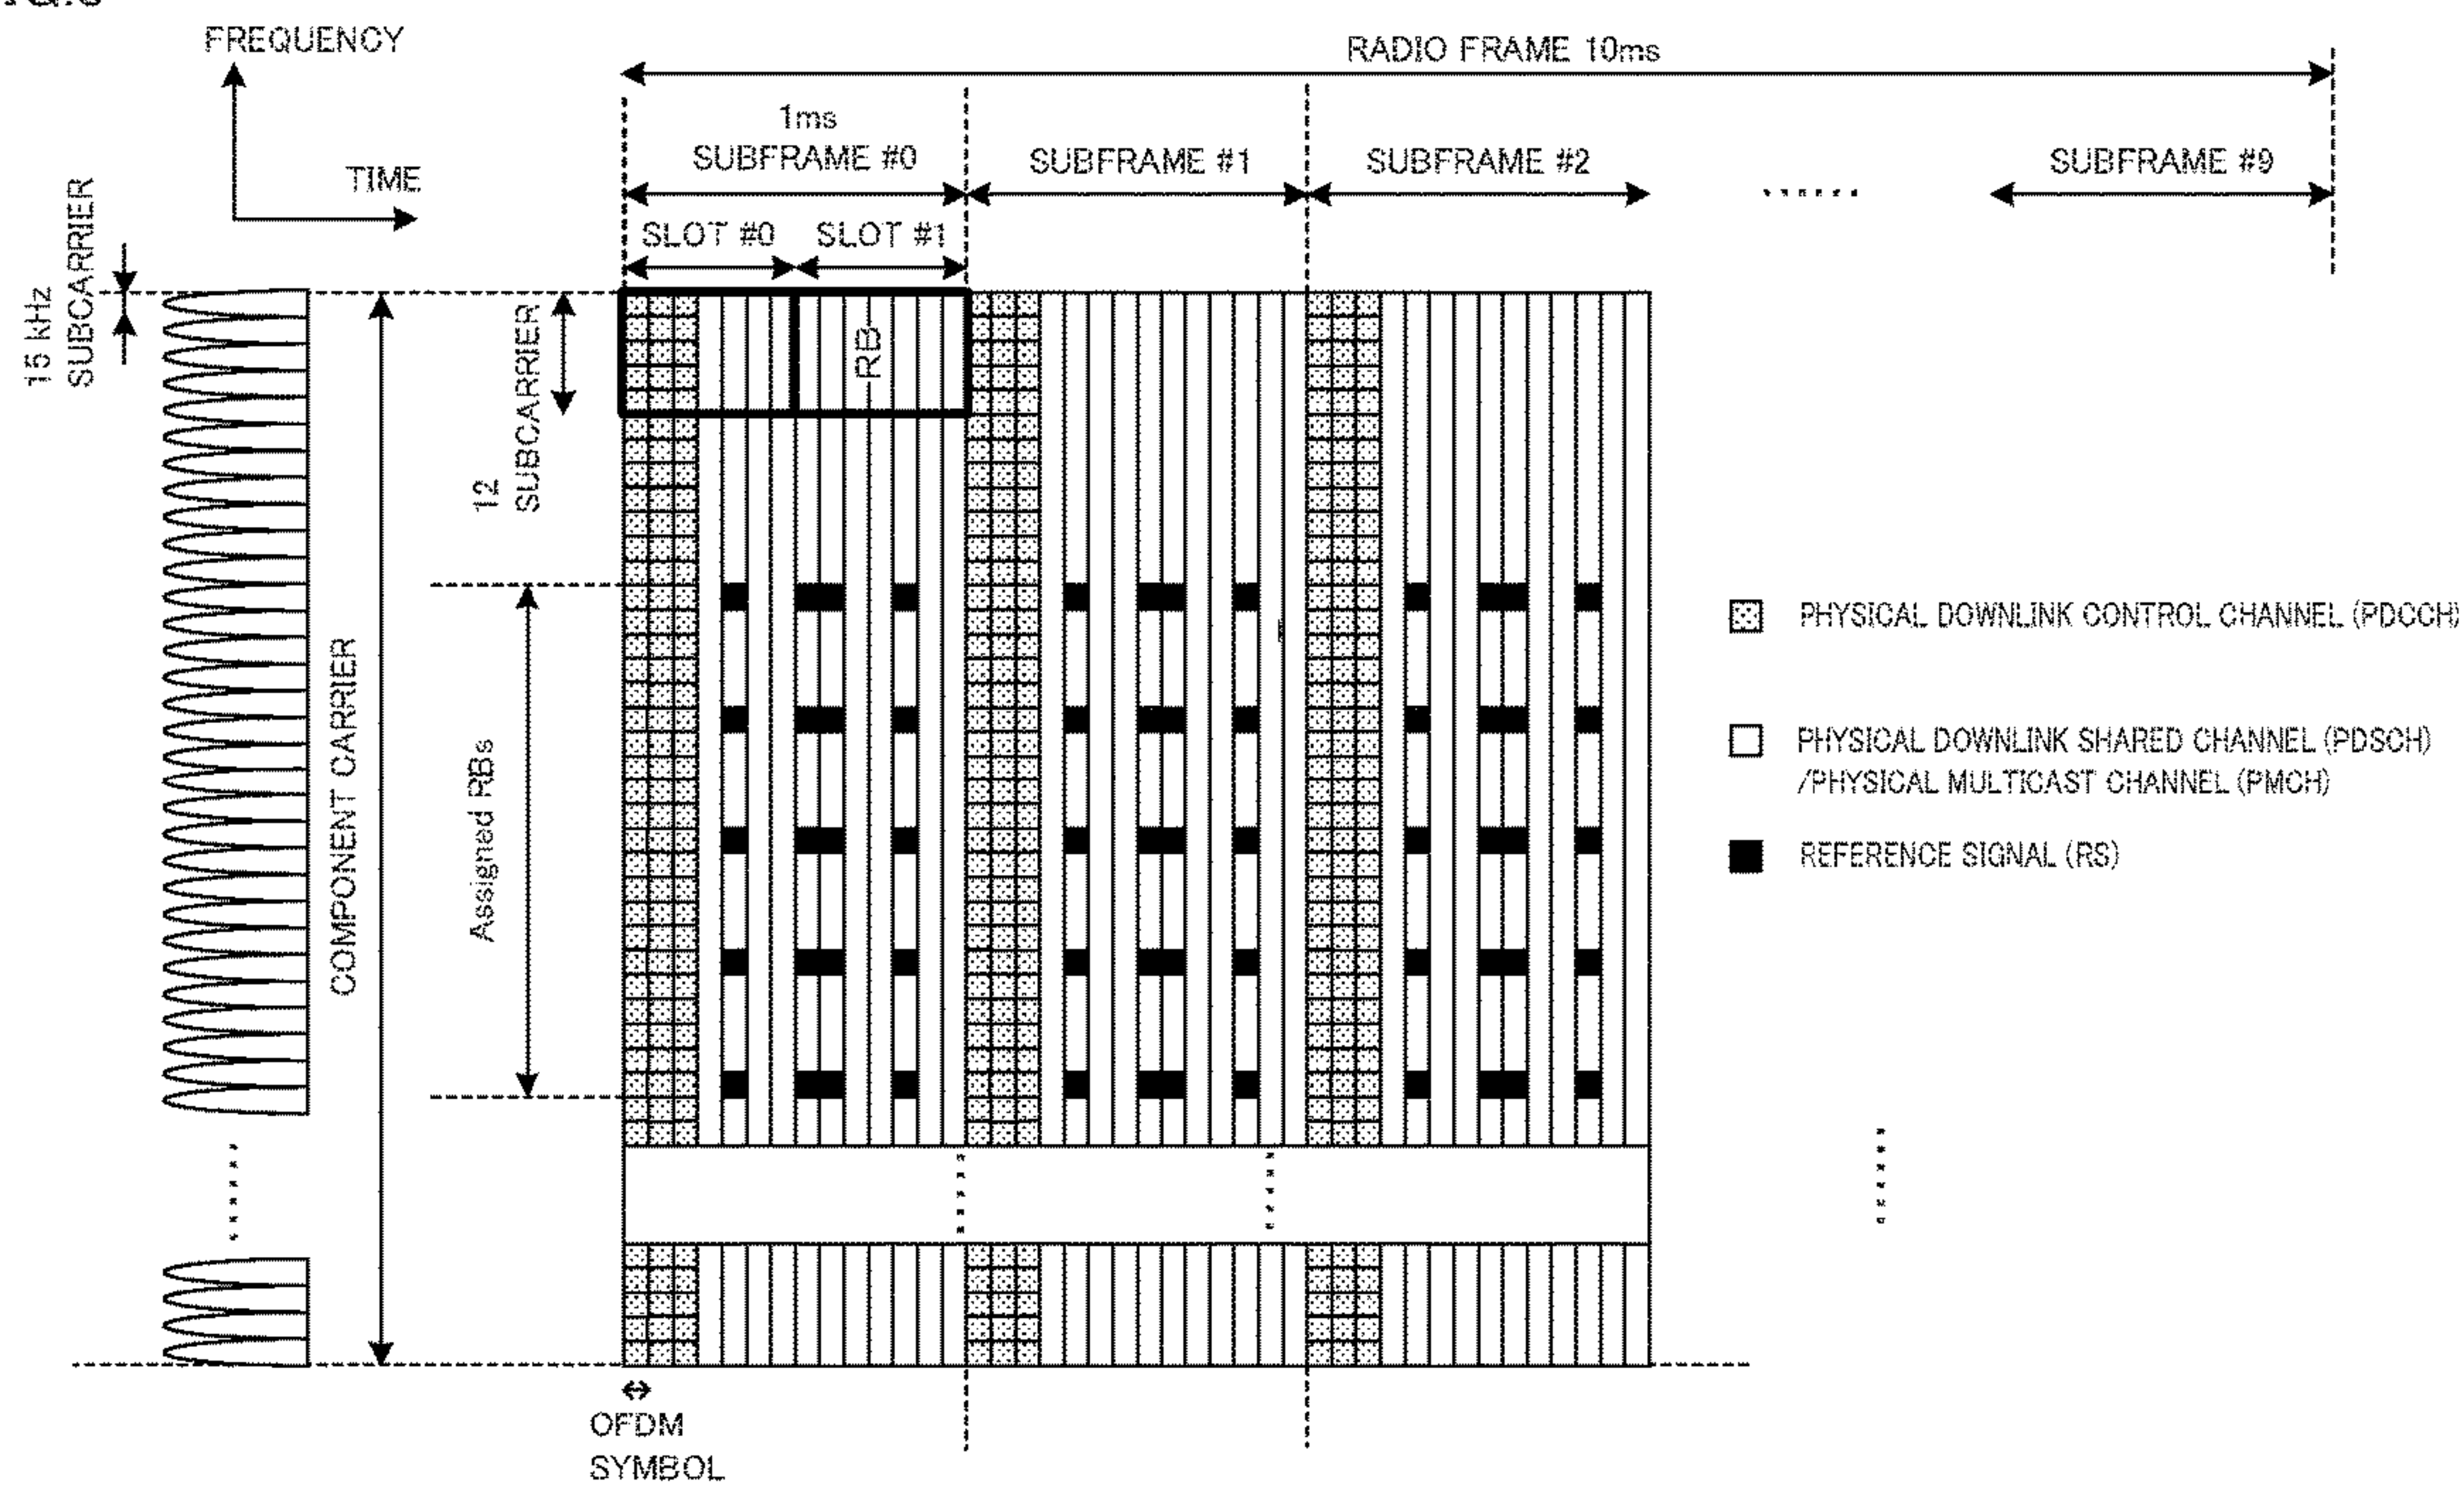 FREQUENCY
TIME
RADIO FRAME 10ms
1ms
SUBFRAME #0
SUBFRAME #1
SUBFRAME #2
SUBFRAME #9
SLOT #0
SLOT #1
15 kHz
SUBCARRIER
12
SUBCARRIER
RB
COMPONENT CARRIER
Assigned RBs
PHYSICAL DOWNLINK CONTROL CHANNEL (PDCCH)
PHYSICAL DOWNLINK SHARED CHANNEL (PDSCH)
/PHYSICAL MULTICAST CHANNEL (PMCH)
REFERENCE SIGNAL (RS)
OFDM
SYMBOL